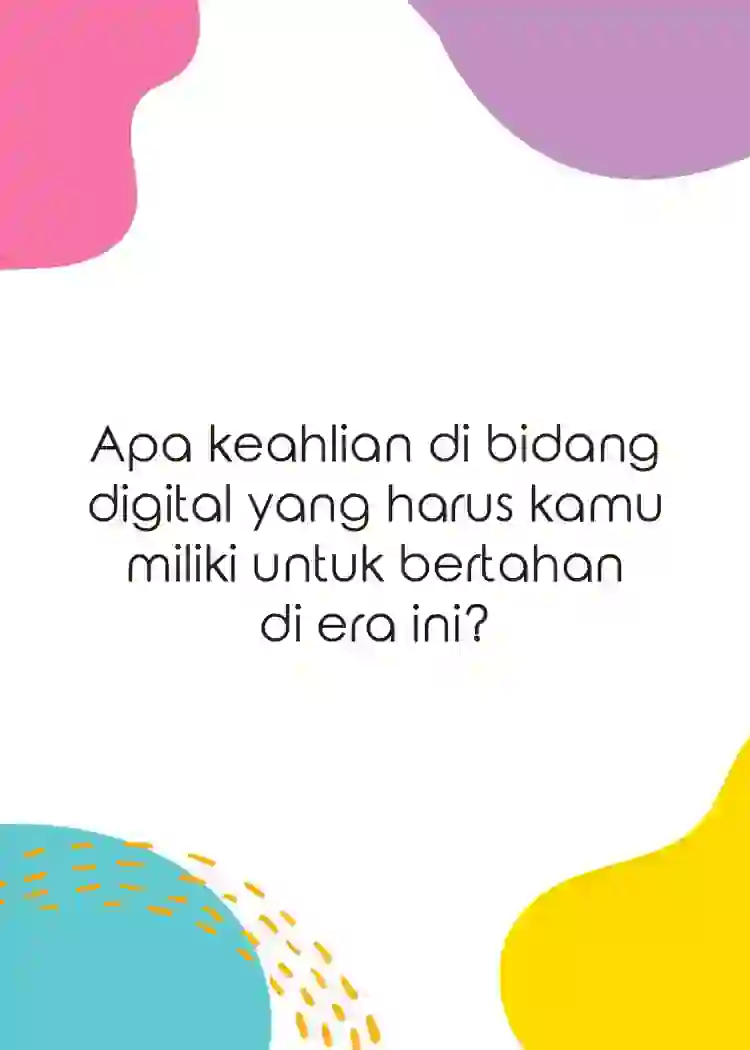 Apa keahlian di bidang
digital yang harus kamu
miliki untuk bertahan
di era ini?